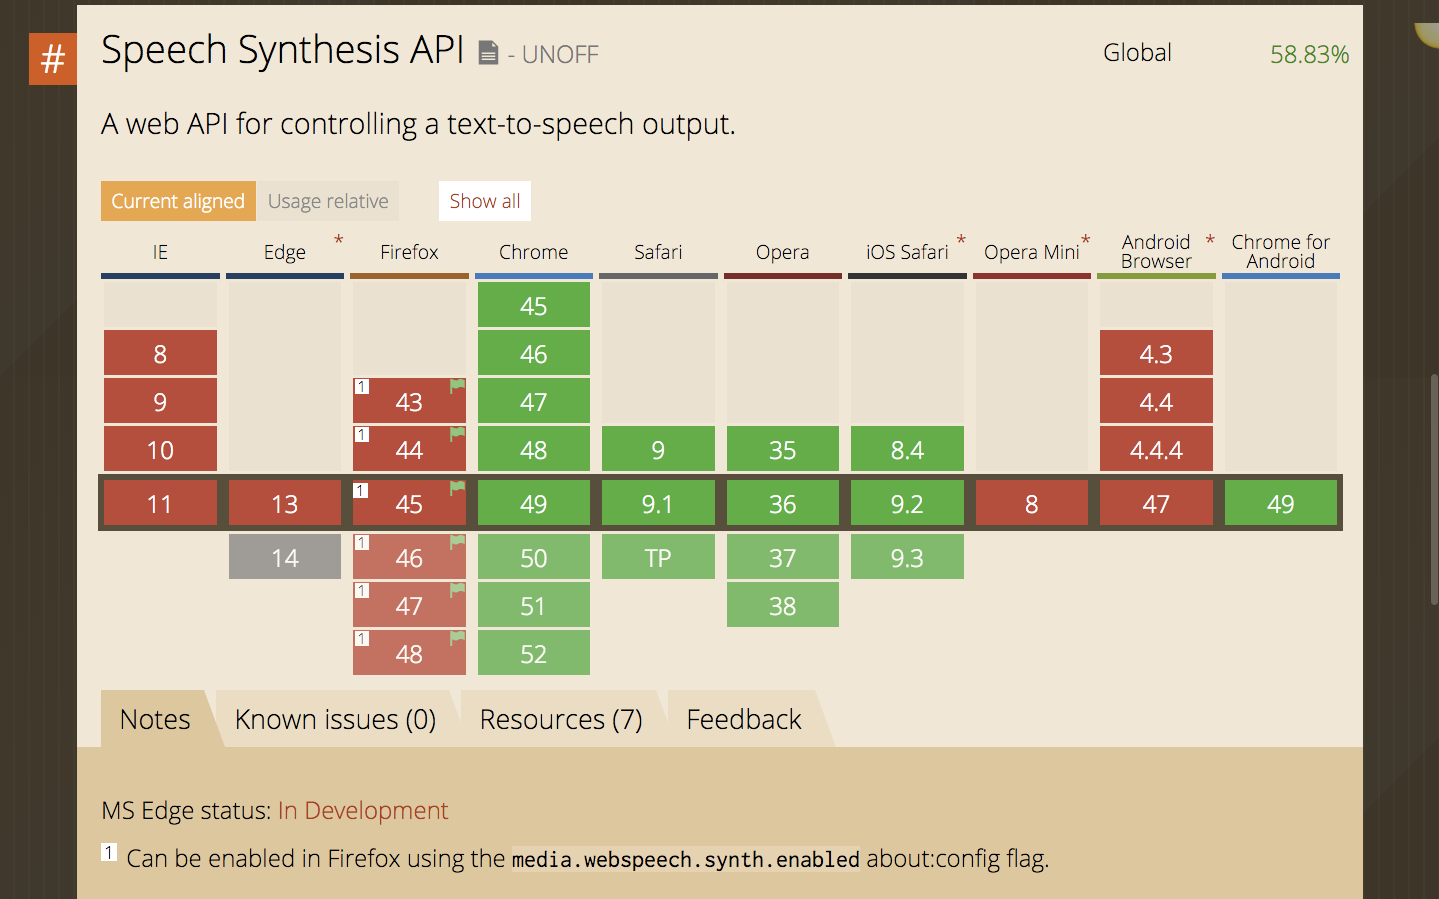 #
Speech Synthesis API - UNOFF
Global 58.83%
A web API for controlling a text-to-speech output.
Current aligned Usage relative Show all
IE Edge * Firefox Chrome Safari Opera iOS Safari * Opera Mini * Android Browser * Chrome for Android
45
8 46 4.3
9 1 43 47 4.4
10 1 44 48 9 35 8.4 4.4.4
11 13 1 45 49 9.1 36 9.2 8 47 49
14 1 46 50 TP 37 9.3
1 47 51 38
1 48 52
Notes Known issues (0) Resources (7) Feedback
MS Edge status: In Development
1 Can be enabled in Firefox using the media.webspeech.synth.enabled about:config flag.